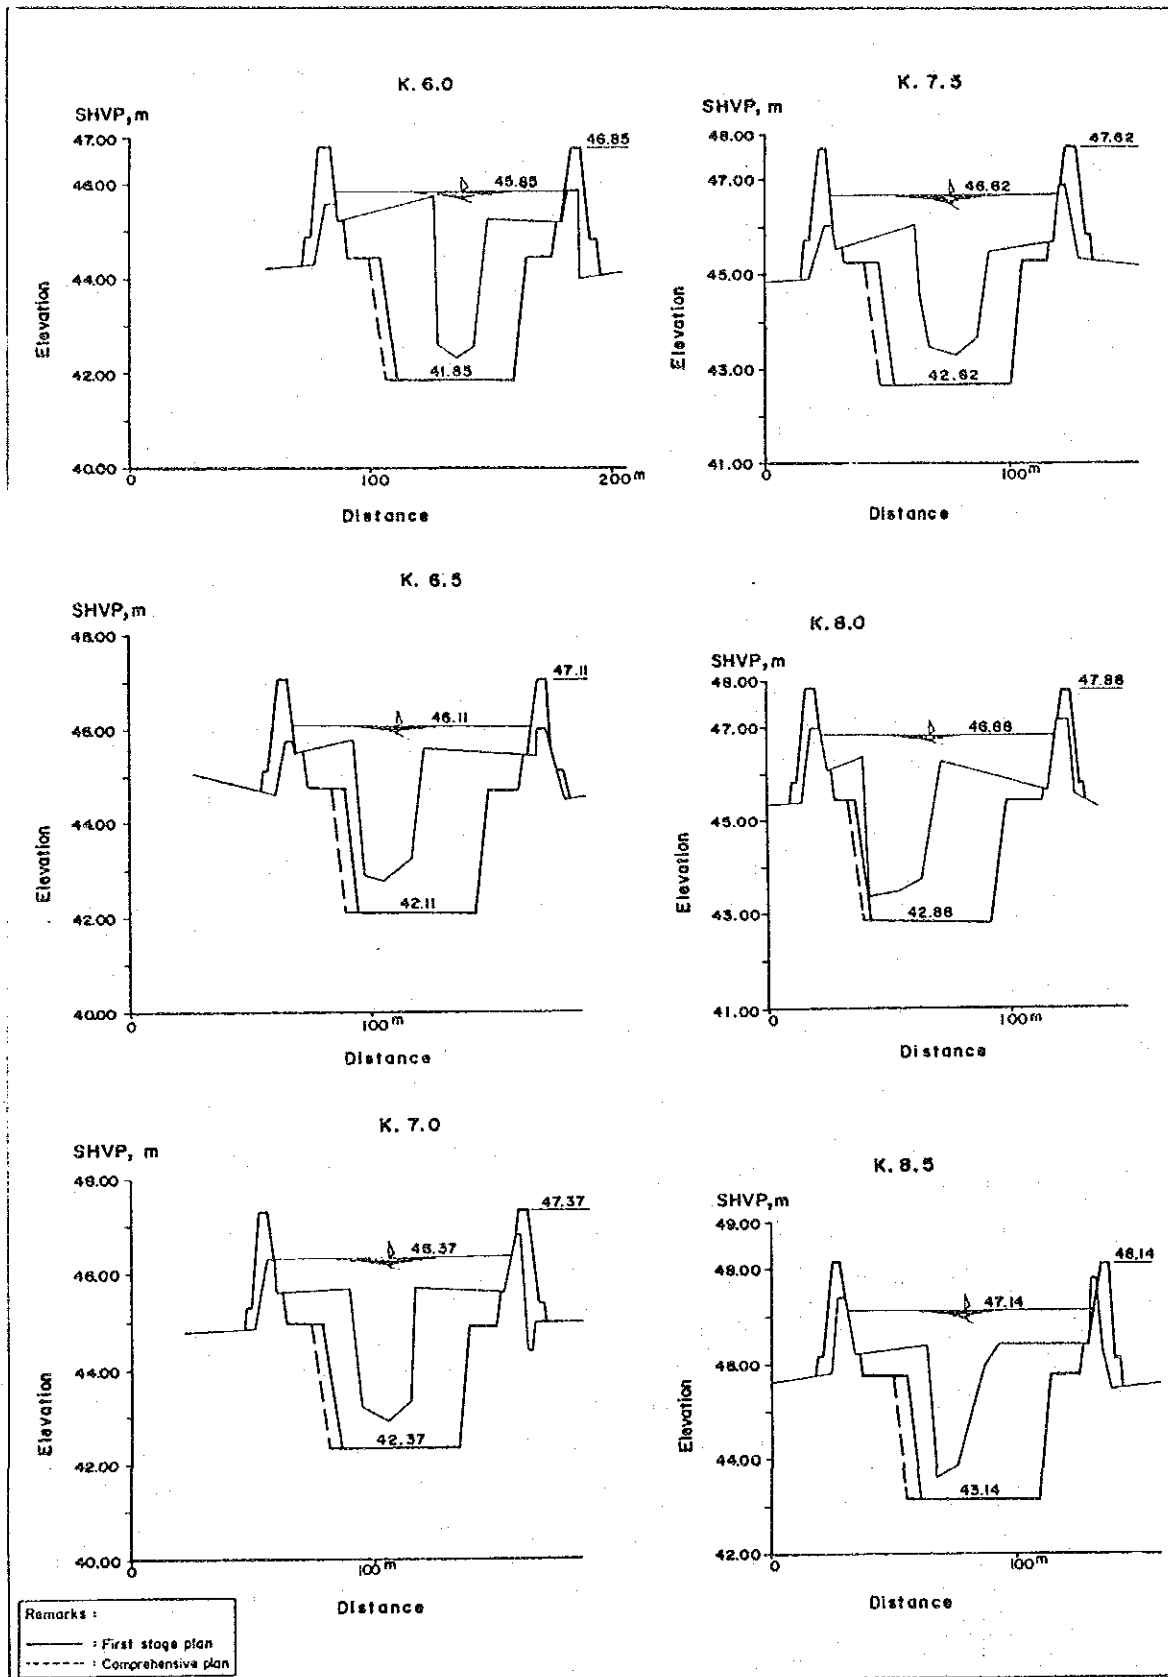 K. 6.0
SHVP, m
47.00
46.00
44.00
42.00
40.00
46.85
45.85
41.85
0
100
200m
Elevation
Distance
K. 7.5
SHVP, m
48.00
47.00
45.00
43.00
41.00
47.62
46.62
42.62
0
100m
Elevation
Distance
K. 6.5
SHVP, m
48.00
46.00
44.00
42.00
40.00
47.11
46.11
42.11
0
100m
Elevation
Distance
K. 8.0
SHVP, m
48.00
47.00
45.00
43.00
41.00
47.88
46.88
42.88
0
100m
Elevation
Distance
K. 7.0
SHVP, m
48.00
46.00
44.00
42.00
40.00
47.37
46.37
42.37
0
100m
Elevation
Distance
K. 8.5
SHVP, m
49.00
48.00
46.00
44.00
42.00
48.14
47.14
43.14
0
100m
Elevation
Distance
Remarks :
: First stage plan
: Comprehensive plan